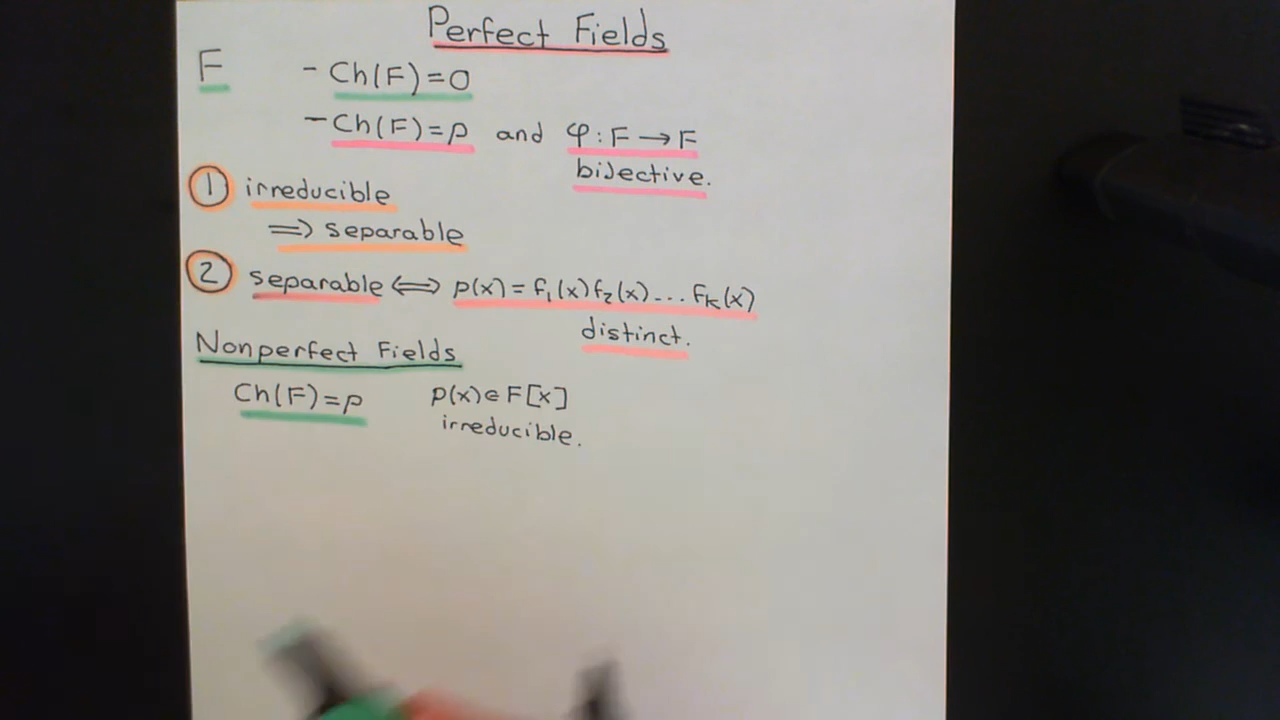 Perfect Fields
F - Ch(F)=0
- Ch(F)=p and φ:F→F
bijective.
① irreducible
⇒ separable
② separable ⇔ p(x)=f₁(x)f₂(x)...fₖ(x)
distinct.
Nonperfect Fields
Ch(F)=p p(x)∈F[x]
irreducible.